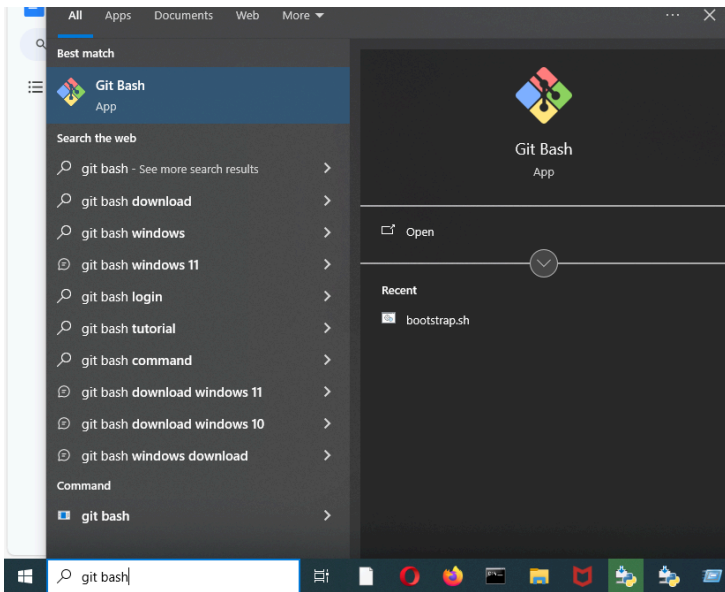 All Apps Documents Web More
Best match
Git Bash
App
Search the web
git bash - See more search results
git bash download
git bash windows
git bash windows 11
git bash login
git bash tutorial
git bash command
git bash download windows 11
git bash download windows 10
git bash windows download
Command
git bash
Git Bash
App
Open
Recent
bootstrap.sh
git bash